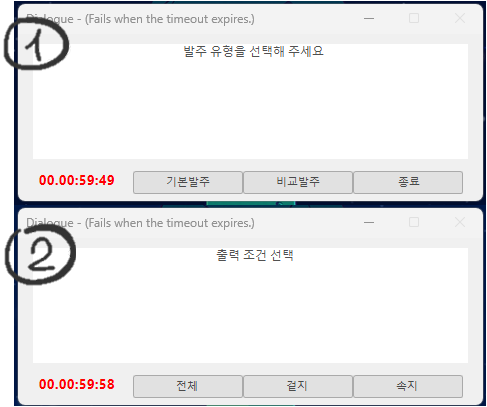 Dialogue - (Fails when the timeout expires.)
1
발주 유형을 선택해 주세요
00.00:59:49 기본발주 비교발주 종료
Dialogue - (Fails when the timeout expires.)
2
출력 조건 선택
00.00:59:58 전체 겉지 속지